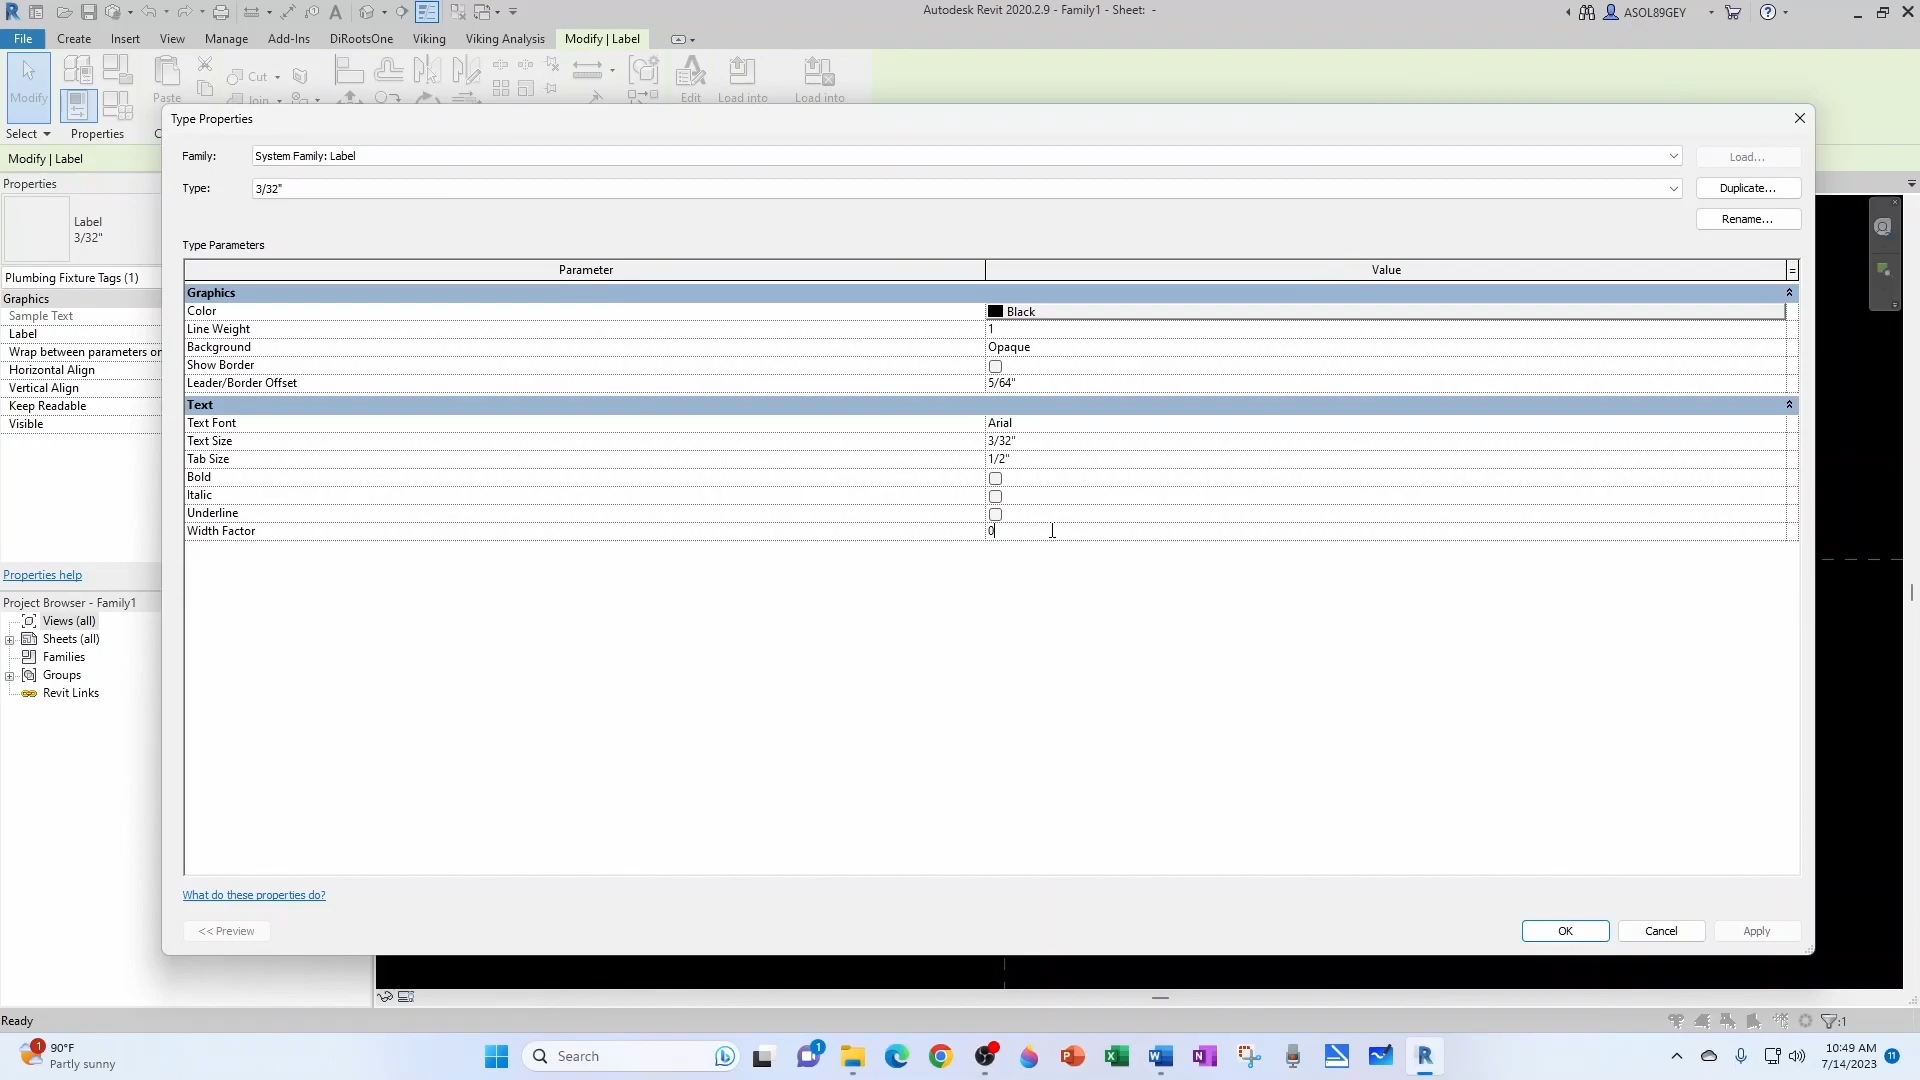 Autodesk Revit 2020.2.9 - Family1 - Sheet:  -
ASOL89GEY
File Create Insert View Manage Add-Ins DiRootsOne Viking Viking Analysis Modify | Label
Modify Paste Cut Join Edit Load into Load into
Select Properties
Modify | Label
Properties
Label
3/32"
Plumbing Fixture Tags (1)
Graphics
Sample Text
Label
Wrap between parameters
Horizontal Align
Vertical Align
Keep Readable
Visible
Properties help
Project Browser - Family1
Views (all)
Sheets (all)
Families
Groups
Revit Links
Type Properties
Family: System Family: Label Load...
Type: 3/32" Duplicate...
Rename...
Type Parameters
Parameter Value =
Graphics
Color Black
Line Weight 1
Background Opaque
Show Border
Leader/Border Offset 5/64"
Text
Text Font Arial
Text Size 3/32"
Tab Size 1/2"
Bold
Italic
Underline
Width Factor 0
What do these properties do?
<< Preview OK Cancel Apply
Ready
:1
1 90°F
Partly sunny
Search
1
10:49 AM
7/14/2023
11